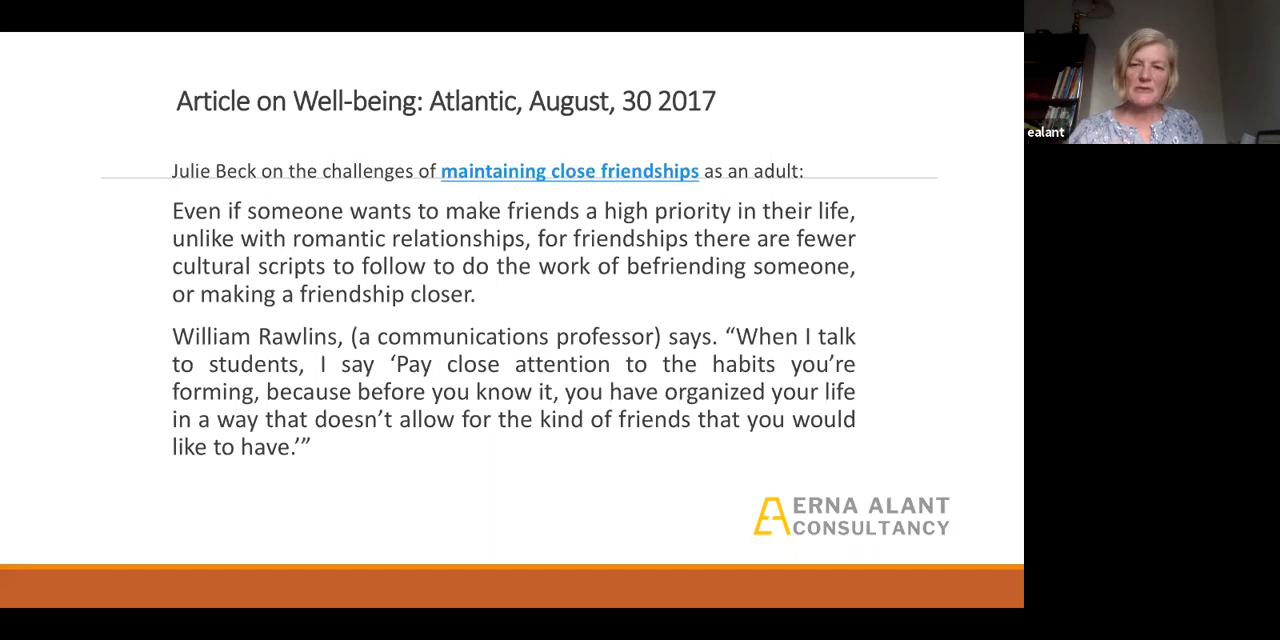 Article on Well-being: Atlantic, August, 30 2017
ealant
Julie Beck on the challenges of maintaining close friendships as an adult:
Even if someone wants to make friends a high priority in their life,
unlike with romantic relationships, for friendships there are fewer
cultural scripts to follow to do the work of befriending someone,
or making a friendship closer.
William Rawlins, (a communications professor) says. “When I talk
to students, I say ‘Pay close attention to the habits you’re
forming, because before you know it, you have organized your life
in a way that doesn’t allow for the kind of friends that you would
like to have.’”
EA ERNA ALANT
CONSULTANCY